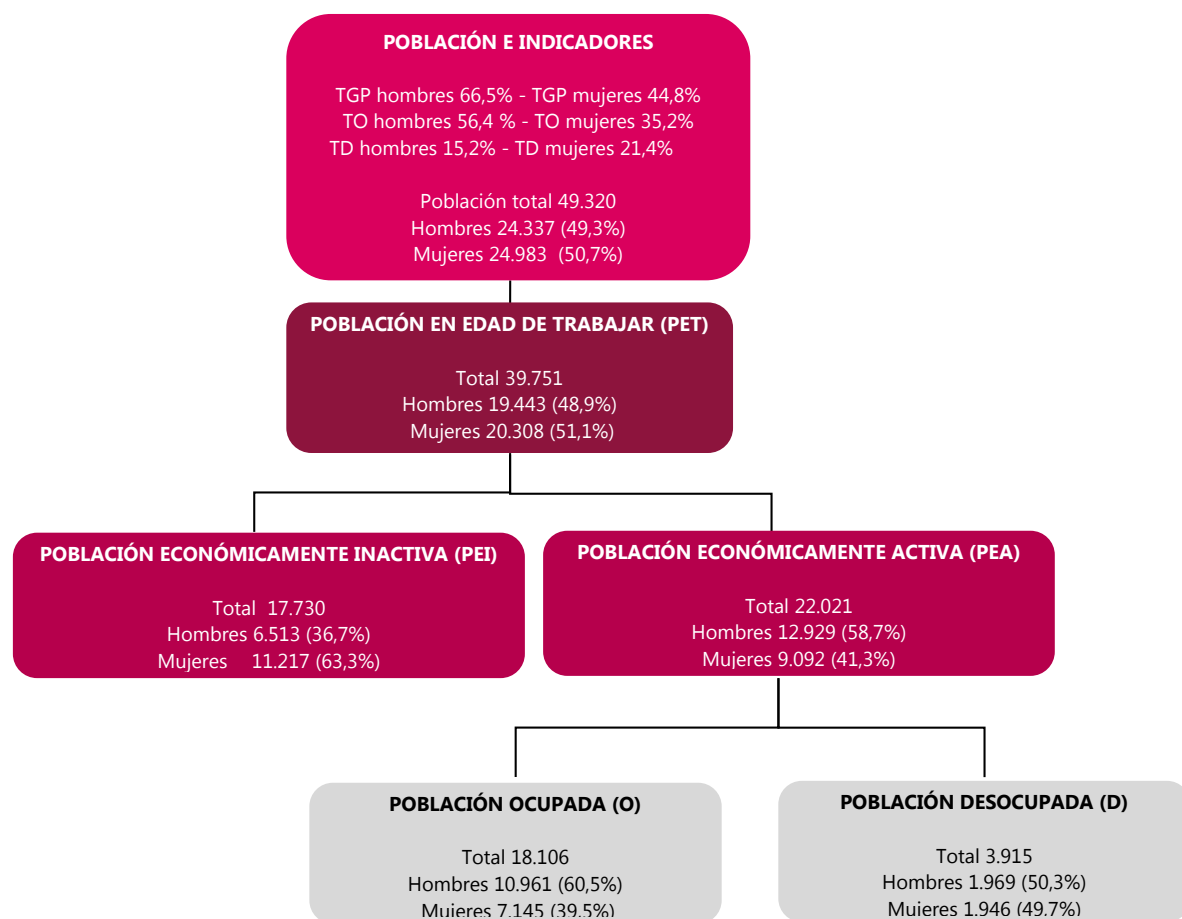 POBLACIÓN E INDICADORES
TGP hombres 66,5% - TGP mujeres 44,8%
TO hombres 56,4 % - TO mujeres 35,2%
TD hombres 15,2% - TD mujeres 21,4%
Población total 49.320
Hombres 24.337 (49,3%)
Mujeres 24.983 (50,7%)
POBLACIÓN EN EDAD DE TRABAJAR (PET)
Total 39.751
Hombres 19.443 (48,9%)
Mujeres 20.308 (51,1%)
POBLACIÓN ECONÓMICAMENTE INACTIVA (PEI)
Total 17.730
Hombres 6.513 (36,7%)
Mujeres 11.217 (63,3%)
POBLACIÓN ECONÓMICAMENTE ACTIVA (PEA)
Total 22.021
Hombres 12.929 (58,7%)
Mujeres 9.092 (41,3%)
POBLACIÓN OCUPADA (O)
Total 18.106
Hombres 10.961 (60,5%)
Mujeres 7.145 (39,5%)
POBLACIÓN DESOCUPADA (D)
Total 3.915
Hombres 1.969 (50,3%)
Mujeres 1.946 (49,7%)